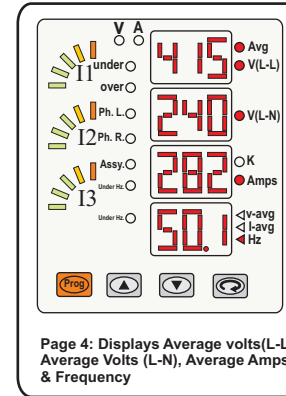 V A
415
Avg
V(L-L)
I1
under
over
240
V(L-N)
Ph. L.
I2
Ph. R.
282
K
Amps
Assy.
Under Hz.
I3
Under Hz.
50.1
v-avg
I-avg
Hz
Prog
Page 4: Displays Average volts(L-L
Average Volts (L-N), Average Amps
& Frequency